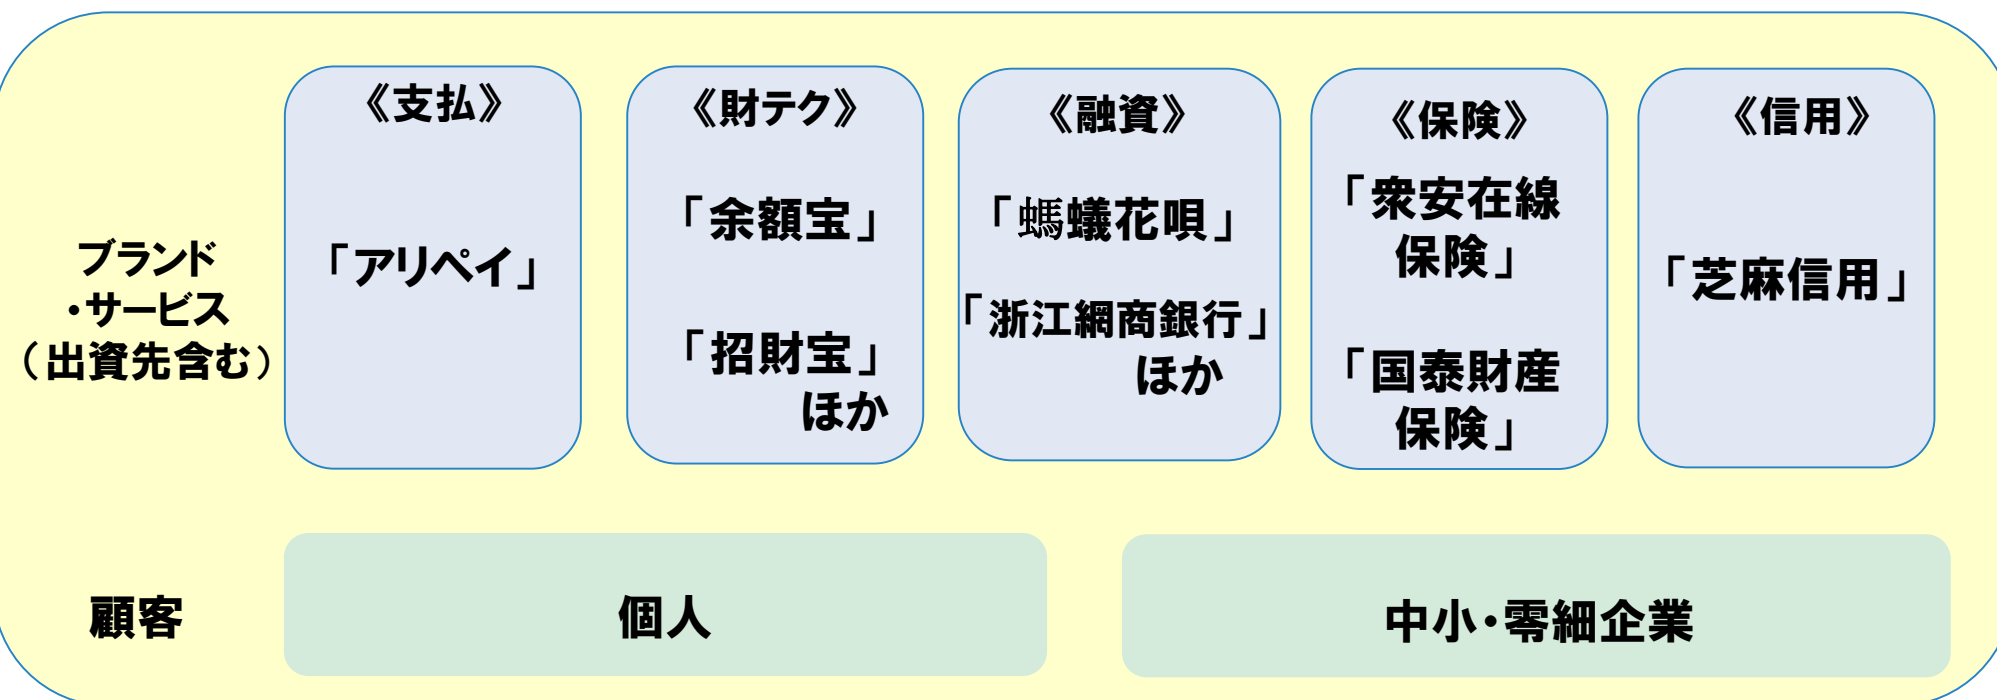 ブランド
・サービス
（出資先含む）
《支払》
「アリペイ」
《財テク》
「余額宝」
「招財宝」
ほか
《融資》
「螞蟻花唄」
「浙江網商銀行」
ほか
《保険》
「衆安在線
保険」
「国泰財産
保険」
《信用》
「芝麻信用」
顧客
個人
中小・零細企業